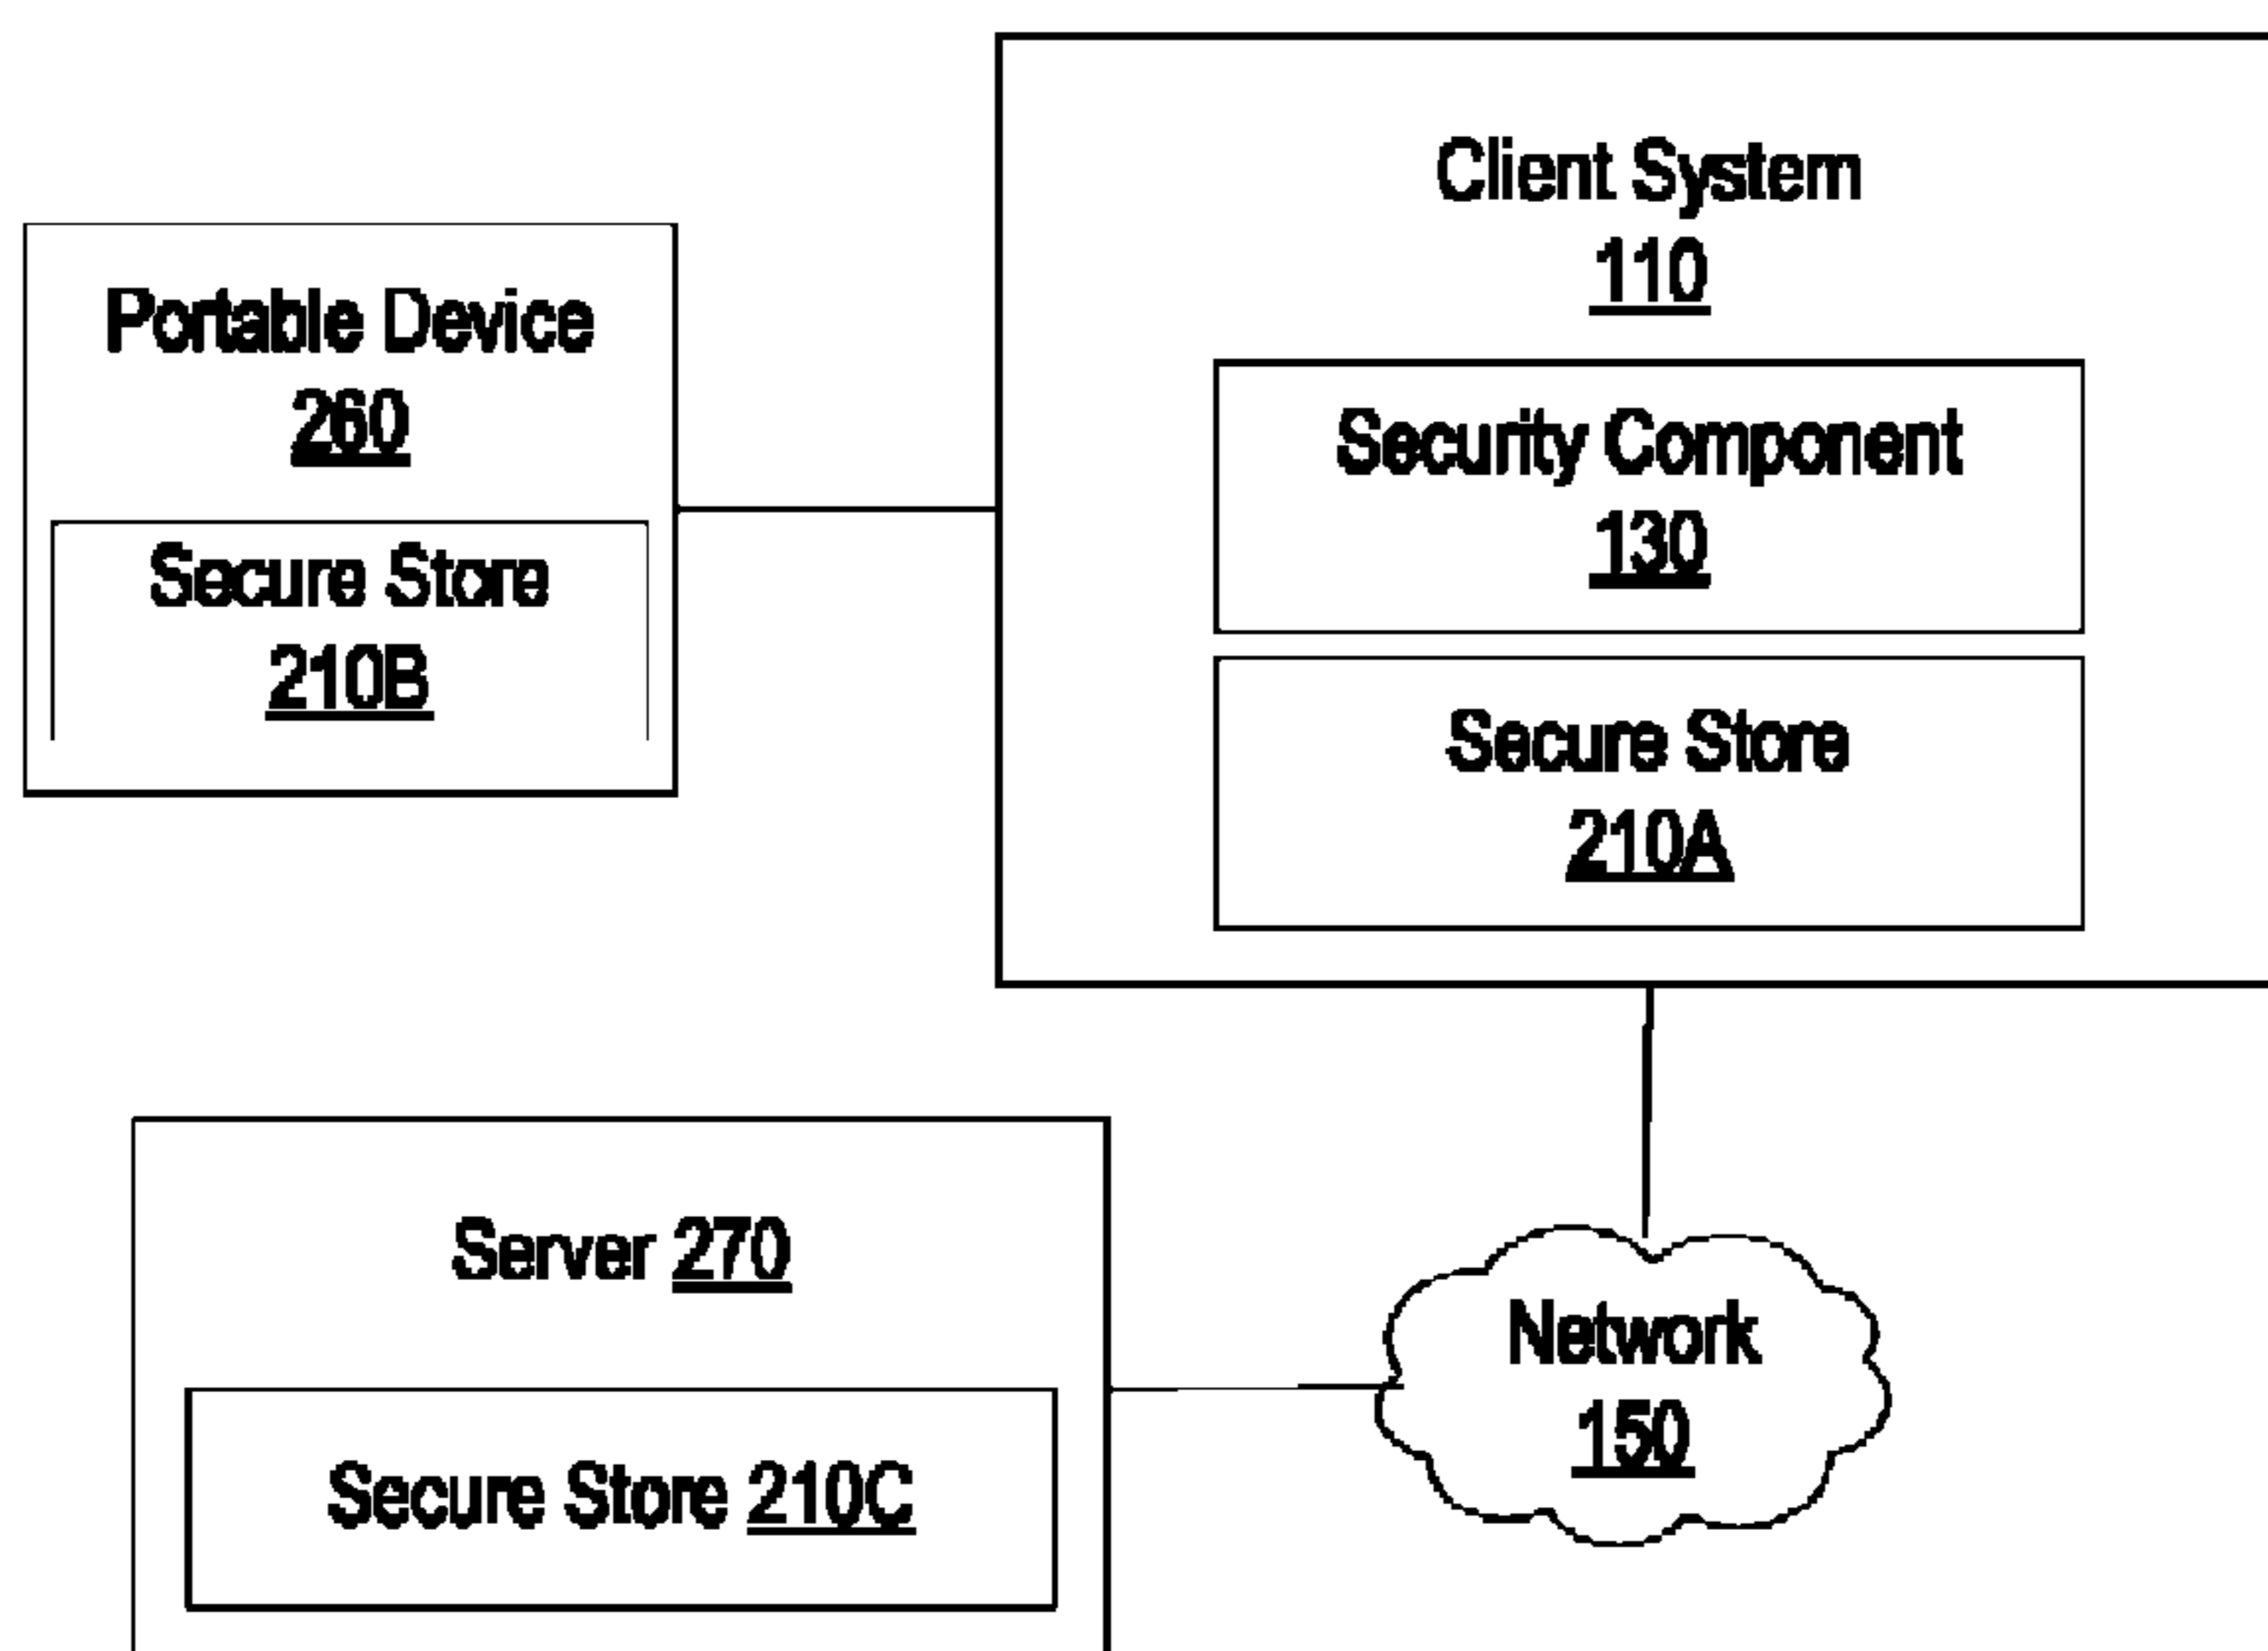 Client System
110
Portable Device
260
Security Component
130
Secure Store
210B
Secure Store
210A
Server 270
Network
150
Secure Store 210C